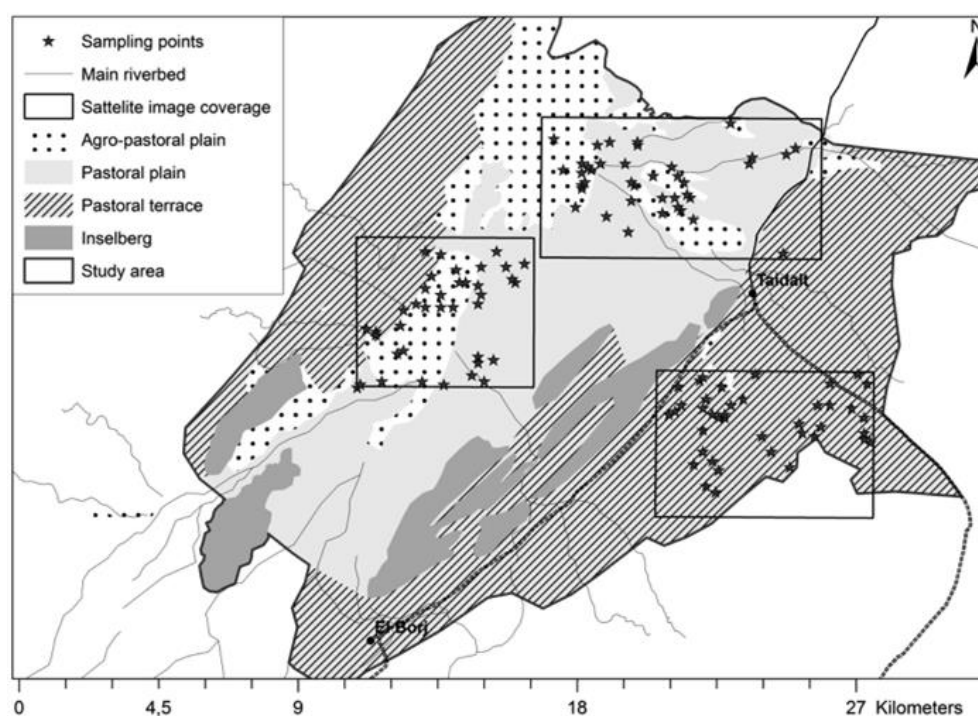 Sampling points
Main riverbed
Sattelite image coverage
Agro-pastoral plain
Pastoral plain
Pastoral terrace
Inselberg
Study area
N
Taidalt
El Borj
0 4,5 9 18 27 Kilometers